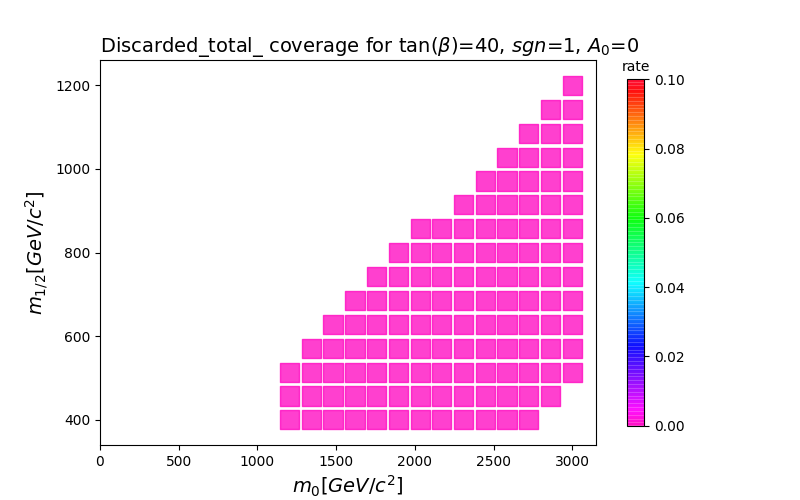 Discarded_total_ coverage for tan(β)=40, sgn=1, A₀=0
rate
0.10
0.08
0.06
0.04
0.02
0.00
m₁/₂[GeV/c²]
1200
1000
800
600
400
0 500 1000 1500 2000 2500 3000
m₀[GeV/c²]